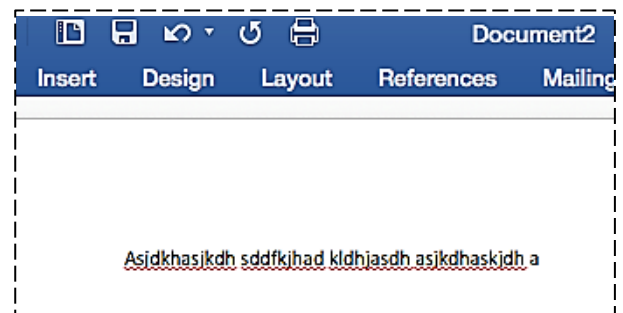 Document2
Insert Design Layout References Mailing
Asjdkhasjkdh sddfkjhad kldhjasdh asjkdhaskjdh a